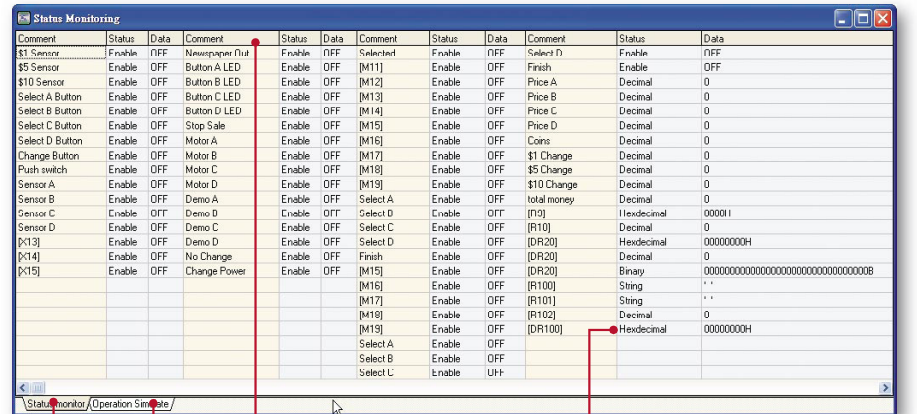 Status Monitoring
Comment Status Data Comment Status Data Comment Status Data Comment Status Data
$1 Sensor Enable OFF Newspaper Out Enable OFF Selected Enable OFF Select D Enable OFF
$5 Sensor Enable OFF Button A LED Enable OFF [M11] Enable OFF Finish Enable OFF
$10 Sensor Enable OFF Button B LED Enable OFF [M12] Enable OFF Price A Decimal 0
Select A Button Enable OFF Button C LED Enable OFF [M13] Enable OFF Price B Decimal 0
Select B Button Enable OFF Button D LED Enable OFF [M14] Enable OFF Price C Decimal 0
Select C Button Enable OFF Stop Sale Enable OFF [M15] Enable OFF Price D Decimal 0
Select D Button Enable OFF Motor A Enable OFF [M16] Enable OFF Coins Decimal 0
Change Button Enable OFF Motor B Enable OFF [M17] Enable OFF $1 Change Decimal 0
Push switch Enable OFF Motor C Enable OFF [M18] Enable OFF $5 Change Decimal 0
Sensor A Enable OFF Motor D Enable OFF [M19] Enable OFF $10 Change Decimal 0
Sensor B Enable OFF Demo A Enable OFF Select A Enable OFF total money Decimal 0
Sensor C Enable OFF Enable OFF Enable OFF Hexdecimal
Sensor D Enable OFF Demo C Enable OFF Select C Enable OFF [R10] Decimal 0
[X13] Enable OFF Demo D Enable OFF Select D Enable OFF [DR20] Hexdecimal 00000000H
[X14] Enable OFF No Change Enable OFF Finish Enable OFF [DR20] Decimal 0
[X15] Enable OFF Change Power Enable OFF [M15] Enable OFF [DR20] Binary 00000000000000000000000000000000B
[M16] Enable OFF [R100] String ' '
[M17] Enable OFF [R101] String ' '
[M18] Enable OFF [R102] Decimal 0
[M19] Enable OFF [DR100] Hexdecimal 00000000H
Select A Enable OFF
Select B Enable OFF
Select C Enable OFF
Status monitor Operation Simulate